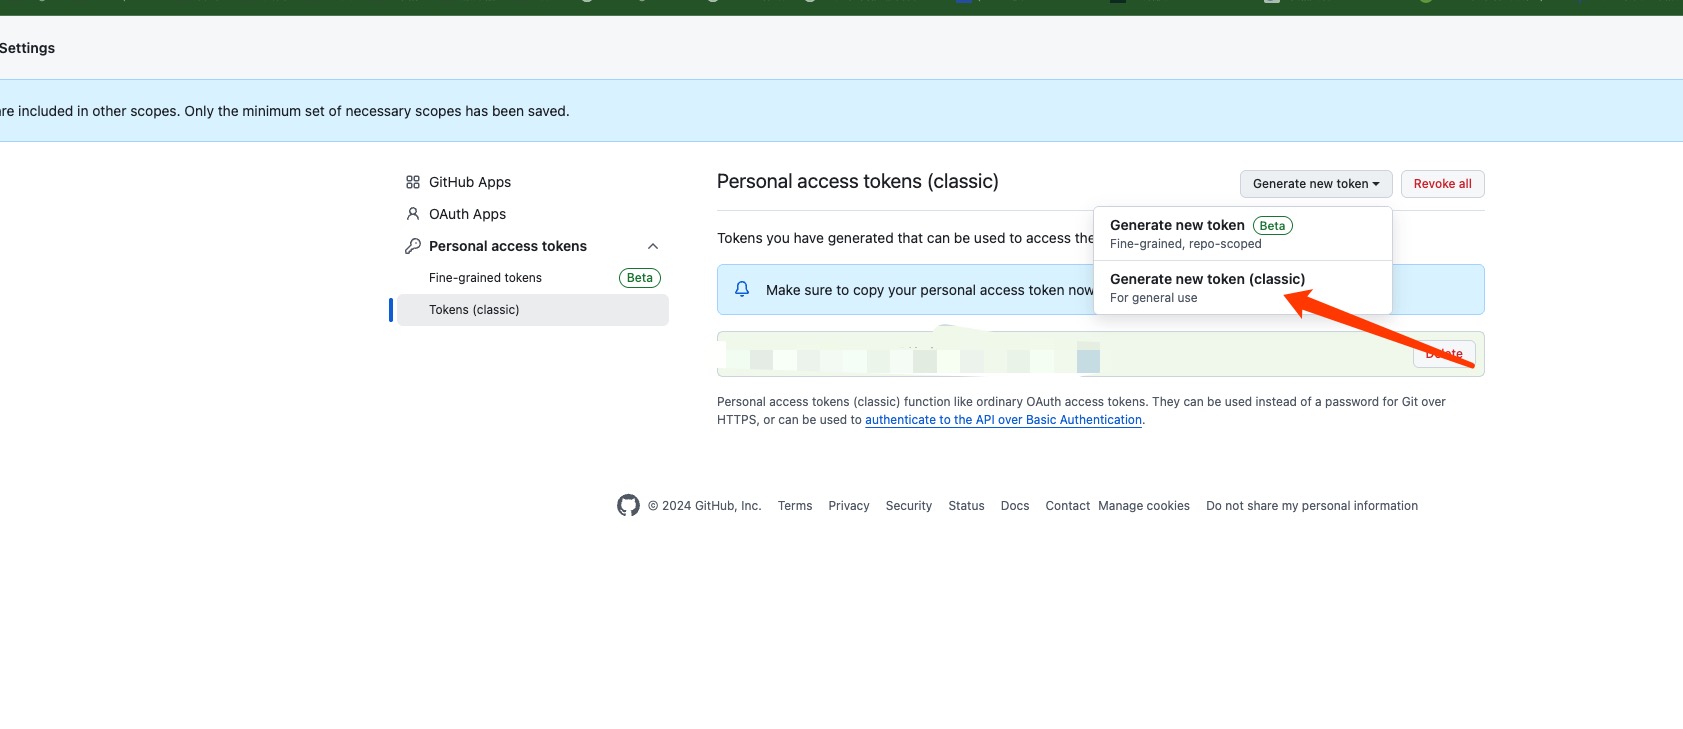 Settings
are included in other scopes. Only the minimum set of necessary scopes has been saved.
GitHub Apps
OAuth Apps
Personal access tokens
Fine-grained tokens Beta
Tokens (classic)
Personal access tokens (classic)
Generate new token Revoke all
Generate new token Beta
Fine-grained, repo-scoped
Generate new token (classic)
For general use
Tokens you have generated that can be used to access the
Make sure to copy your personal access token now
Delete
Personal access tokens (classic) function like ordinary OAuth access tokens. They can be used instead of a password for Git over
HTTPS, or can be used to authenticate to the API over Basic Authentication.
© 2024 GitHub, Inc. Terms Privacy Security Status Docs Contact Manage cookies Do not share my personal information